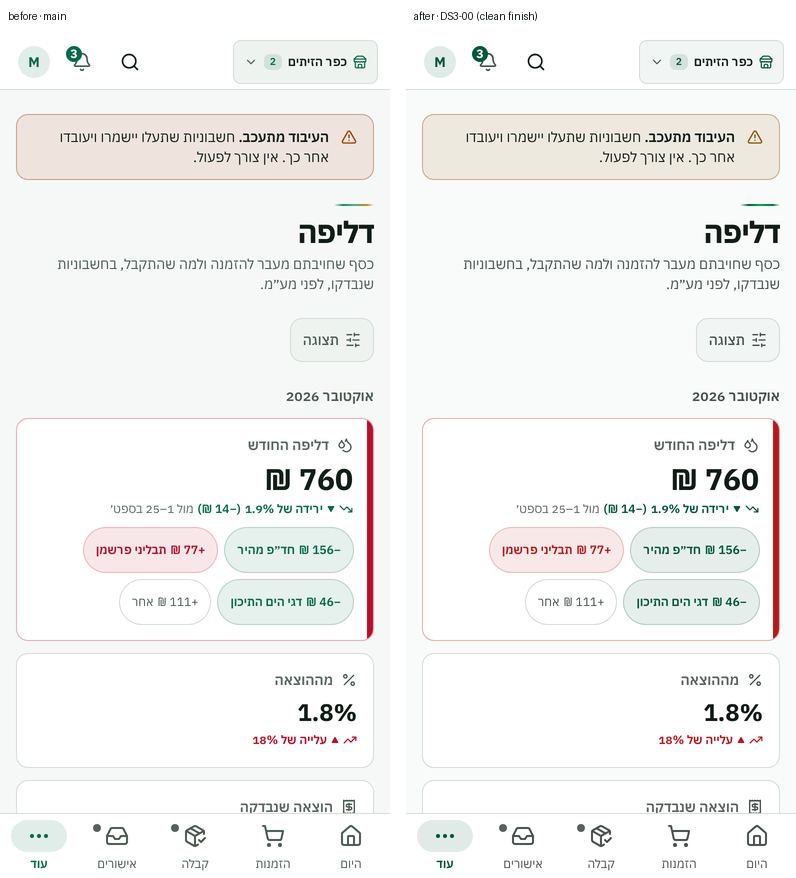 before · main
כפר הזיתים 2
3
M
העיבוד מתעכב. חשבוניות שתעלו יישמרו ויעובדו
אחר כך. אין צורך לפעול.
דליפה
כסף שחויבתם מעבר להזמנה ולמה שהתקבל, בחשבוניות
שנבדקו, לפני מע״מ.
תצוגה
אוקטובר 2026
דליפה החודש
760 ₪
▼ ירידה של 1.9% (−14 ₪) מול 1–25 בספט׳
−156 ₪ חד״פ מהיר
+77 ₪ תבליני פרשמן
−46 ₪ דגי הים התיכון
+111 ₪ אחר
מההוצאה
1.8%
▲ עלייה של 18%
הוצאה שנבדקה
היום
הזמנות
קבלה
אישורים
עוד
after · DS3-00 (clean finish)
כפר הזיתים 2
3
M
העיבוד מתעכב. חשבוניות שתעלו יישמרו ויעובדו
אחר כך. אין צורך לפעול.
דליפה
כסף שחויבתם מעבר להזמנה ולמה שהתקבל, בחשבוניות
שנבדקו, לפני מע״מ.
תצוגה
אוקטובר 2026
דליפה החודש
760 ₪
▼ ירידה של 1.9% (−14 ₪) מול 1–25 בספט׳
−156 ₪ חד״פ מהיר
+77 ₪ תבליני פרשמן
−46 ₪ דגי הים התיכון
+111 ₪ אחר
מההוצאה
1.8%
▲ עלייה של 18%
הוצאה שנבדקה
היום
הזמנות
קבלה
אישורים
עוד